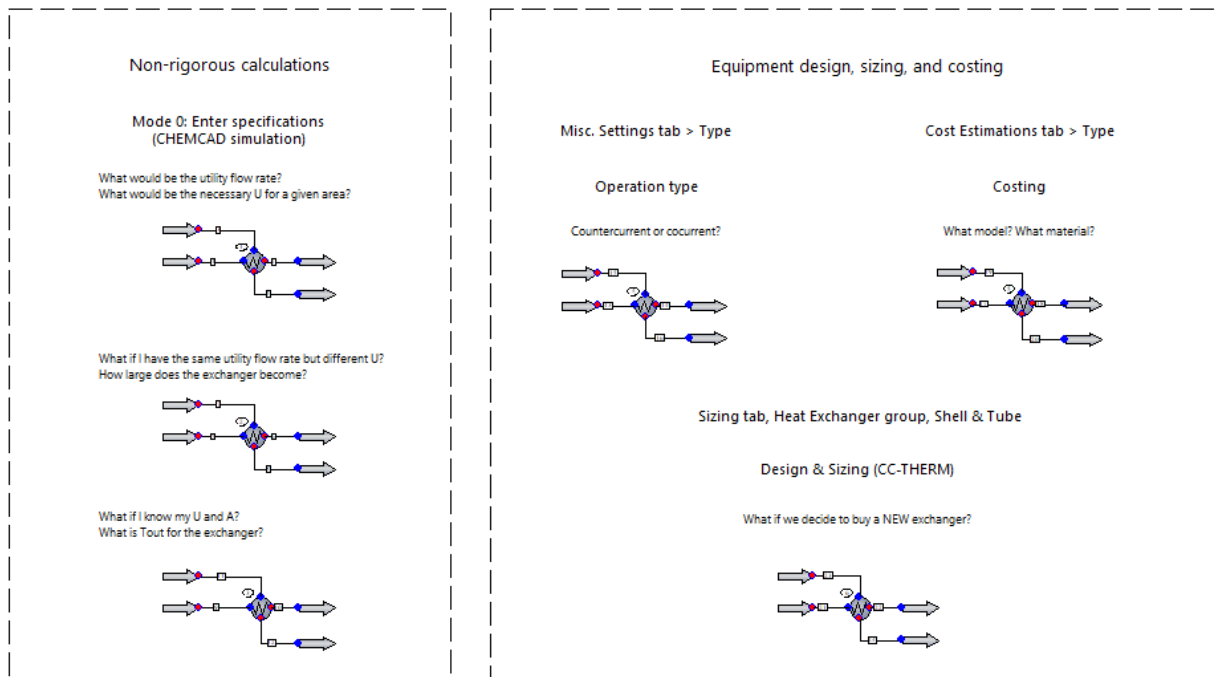 Non-rigorous calculations
Mode 0: Enter specifications
(CHEMCAD simulation)
What would be the utility flow rate?
What would be the necessary U for a given area?
What if I have the same utility flow rate but different U?
How large does the exchanger become?
What if I know my U and A?
What is Tout for the exchanger?
Equipment design, sizing, and costing
Misc. Settings tab > Type
Cost Estimations tab > Type
Operation type
Costing
Countercurrent or cocurrent?
What model? What material?
Sizing tab, Heat Exchanger group, Shell & Tube
Design & Sizing (CC-THERM)
What if we decide to buy a NEW exchanger?